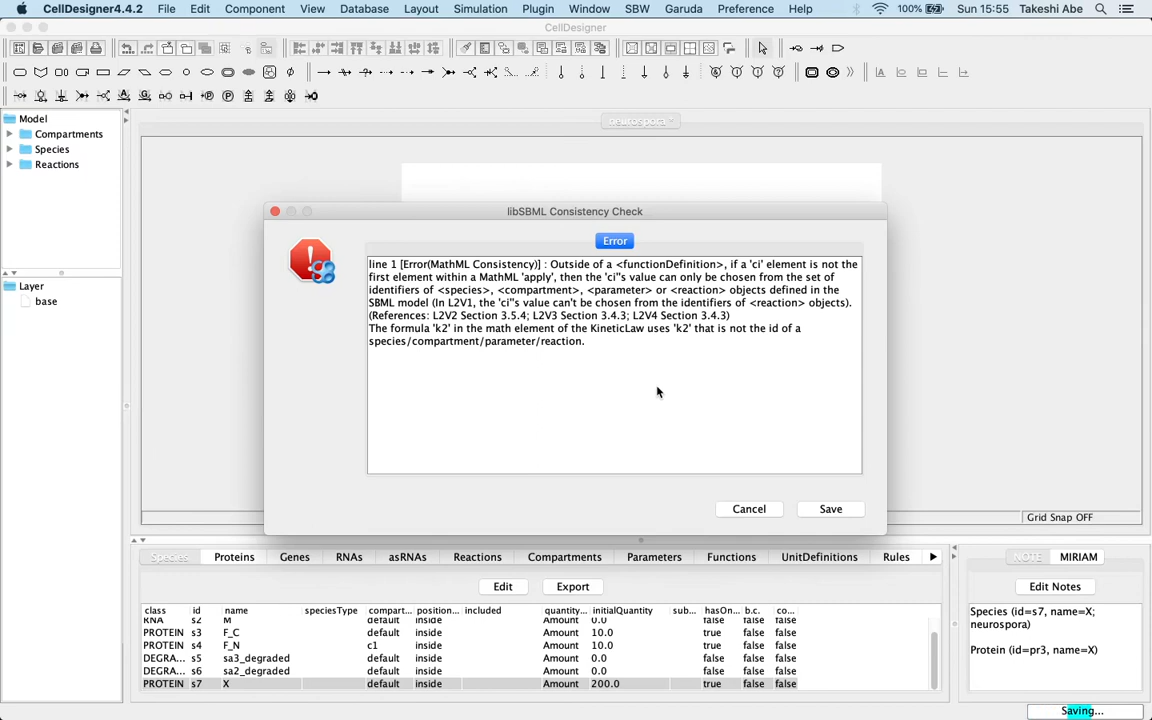 CellDesigner4.4.2 File Edit Component View Database Layout Simulation Plugin Window SBW Garuda Preference Help 100% Sun 15:55 Takeshi Abe
CellDesigner
neurospora*
Model
Compartments
Species
Reactions
Layer
base
libSBML Consistency Check
Error
line 1 [Error(MathML Consistency)] : Outside of a <functionDefinition>, if a 'ci' element is not the
first element within a MathML 'apply', then the 'ci''s value can only be chosen from the set of
identifiers of <species>, <compartment>, <parameter> or <reaction> objects defined in the
SBML model (In L2V1, the 'ci''s value can't be chosen from the identifiers of <reaction> objects).
(References: L2V2 Section 3.5.4; L2V3 Section 3.4.3; L2V4 Section 3.4.3)
The formula 'k2' in the math element of the KineticLaw uses 'k2' that is not the id of a
species/compartment/parameter/reaction.
Cancel Save
Grid Snap OFF
Species Proteins Genes RNAs asRNAs Reactions Compartments Parameters Functions UnitDefinitions Rules
Edit Export
class id name speciesType compart... position... included quantity... initialQuantity sub... hasOn... b.c. co...
RNA s2 M default inside Amount 0.0 false false false
PROTEIN s3 F_C default inside Amount 10.0 true false false
PROTEIN s4 F_N c1 inside Amount 10.0 true false false
DEGRA... s5 sa3_degraded default inside Amount 0.0 false false false
DEGRA... s6 sa2_degraded default inside Amount 0.0 false false false
PROTEIN s7 X default inside Amount 200.0 true false false
NOTE MIRIAM
Edit Notes
Species (id=s7, name=X;
neurospora)
Protein (id=pr3, name=X)
Saving...